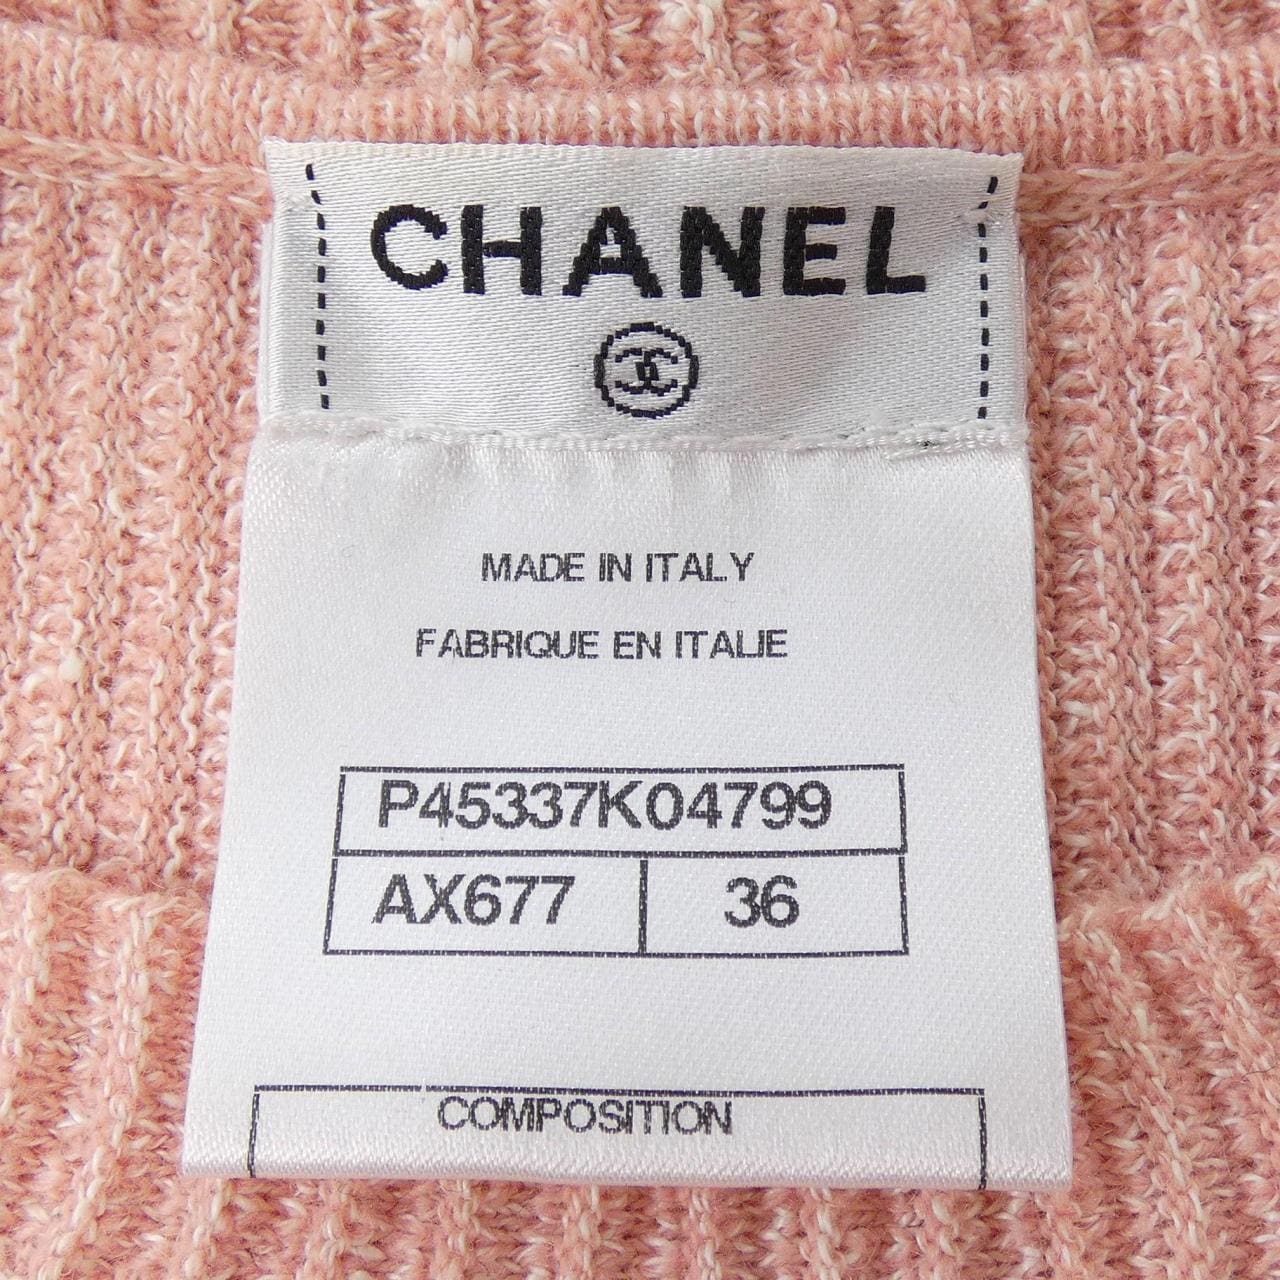 CHANEL
MADE IN ITALY
FABRIQUE EN ITALIE
P45337K04799
AX677 36
COMPOSITION